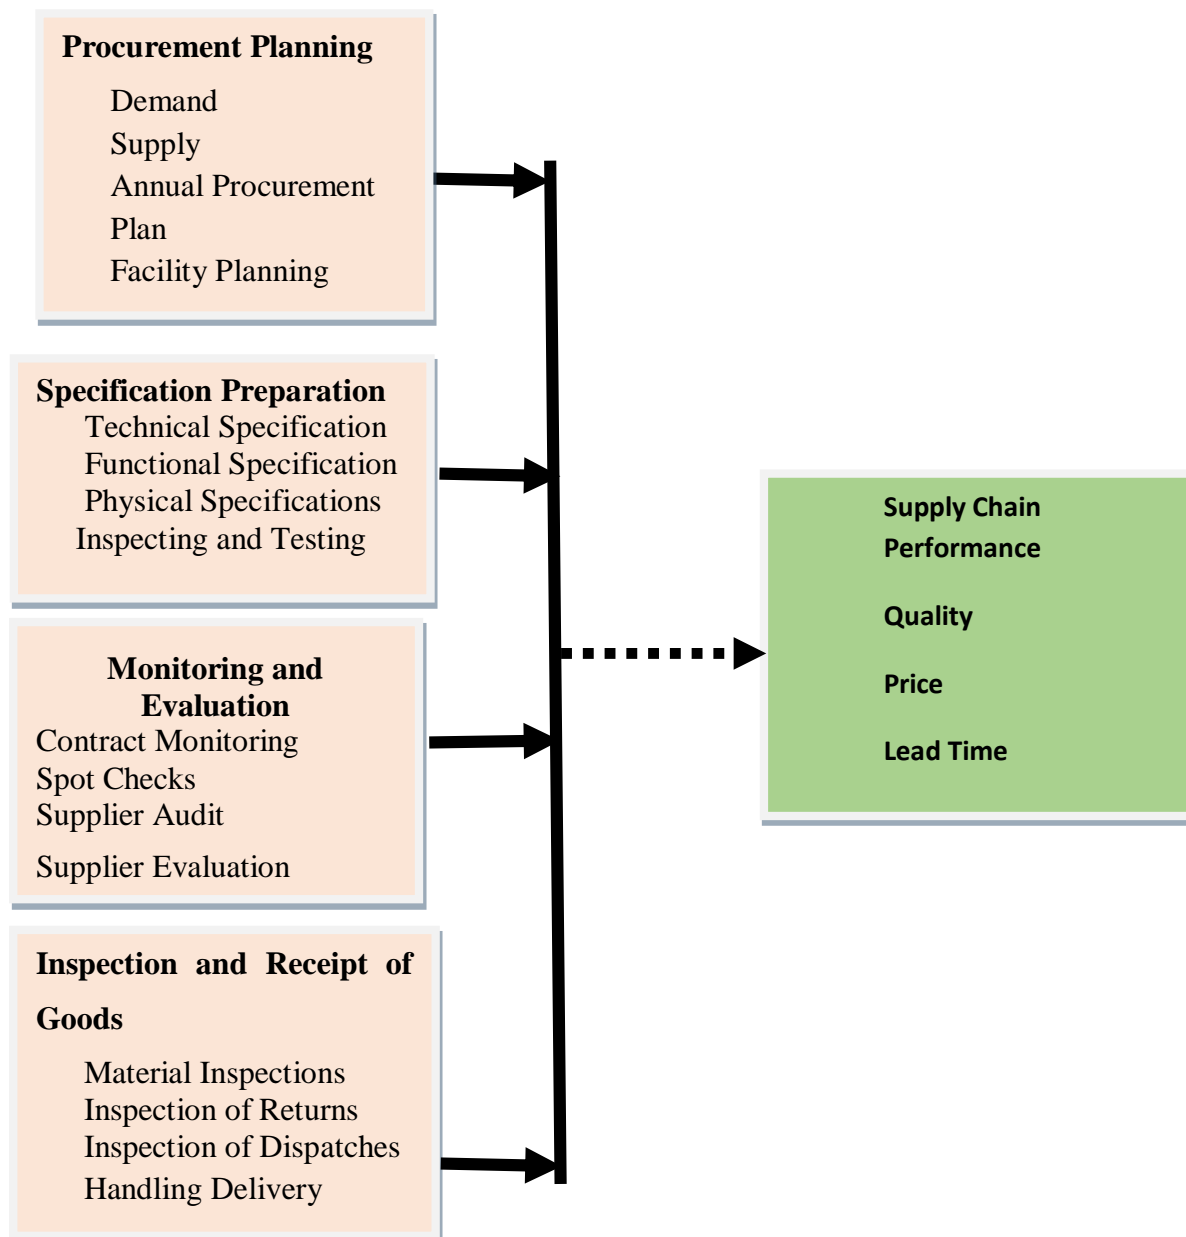 Procurement Planning
Demand
Supply
Annual Procurement
Plan
Facility Planning
Specification Preparation
Technical Specification
Functional Specification
Physical Specifications
Inspecting and Testing
Monitoring and
Evaluation
Contract Monitoring
Spot Checks
Supplier Audit
Supplier Evaluation
Inspection and Receipt of
Goods
Material Inspections
Inspection of Returns
Inspection of Dispatches
Handling Delivery
Supply Chain
Performance
Quality
Price
Lead Time